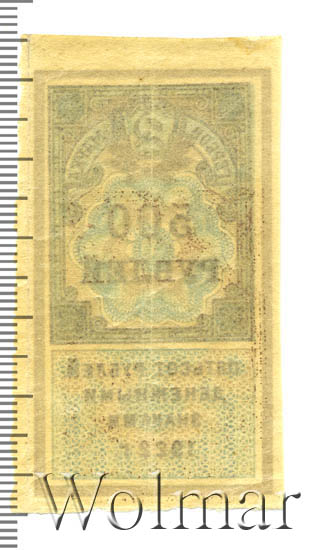 500
РУБЛЕЙ
ПЯТЬСОТ РУБЛЕЙ
ДЕНЕЖНЫМИ
ЗНАКАМИ
1922 г.
Wolmar